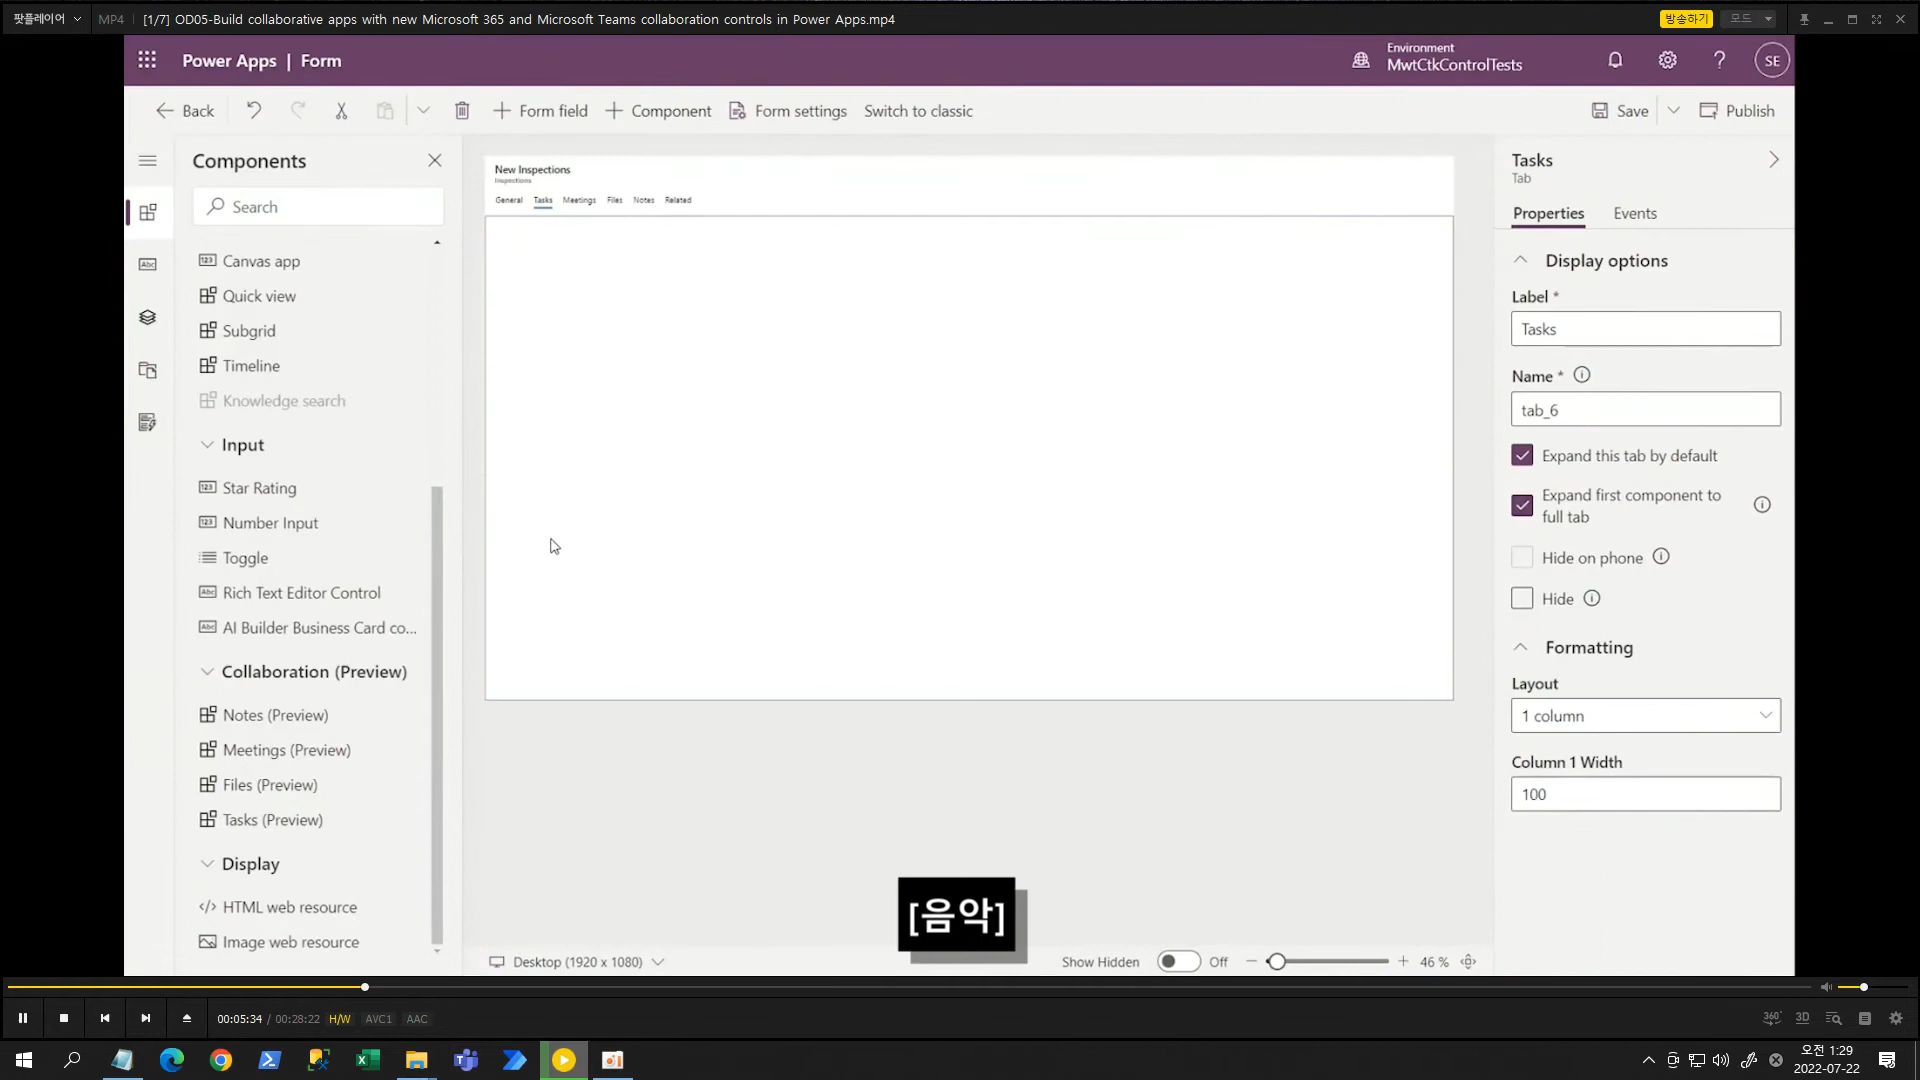 팟플레이어
MP4
[1/7] OD05-Build collaborative apps with new Microsoft 365 and Microsoft Teams collaboration controls in Power Apps.mp4
방송하기
모드
Power Apps | Form
Environment
MwtCtkControlTests
SE
Back
Form field
Component
Form settings
Switch to classic
Save
Publish
Components
Search
Canvas app
Quick view
Subgrid
Timeline
Knowledge search
Input
Star Rating
Number Input
Toggle
Rich Text Editor Control
AI Builder Business Card co...
Collaboration (Preview)
Notes (Preview)
Meetings (Preview)
Files (Preview)
Tasks (Preview)
Display
HTML web resource
Image web resource
New Inspections
Inspections
General Tasks Meetings Files Notes Related
Tasks
Tab
Properties Events
Display options
Label *
Tasks
Name *
tab_6
Expand this tab by default
Expand first component to
full tab
Hide on phone
Hide
Formatting
Layout
1 column
Column 1 Width
100
[음악]
Desktop (1920 x 1080)
Show Hidden
Off
46 %
00:05:34 / 00:28:22 H/W AVC1 AAC
360°
3D
오전 1:29
2022-07-22